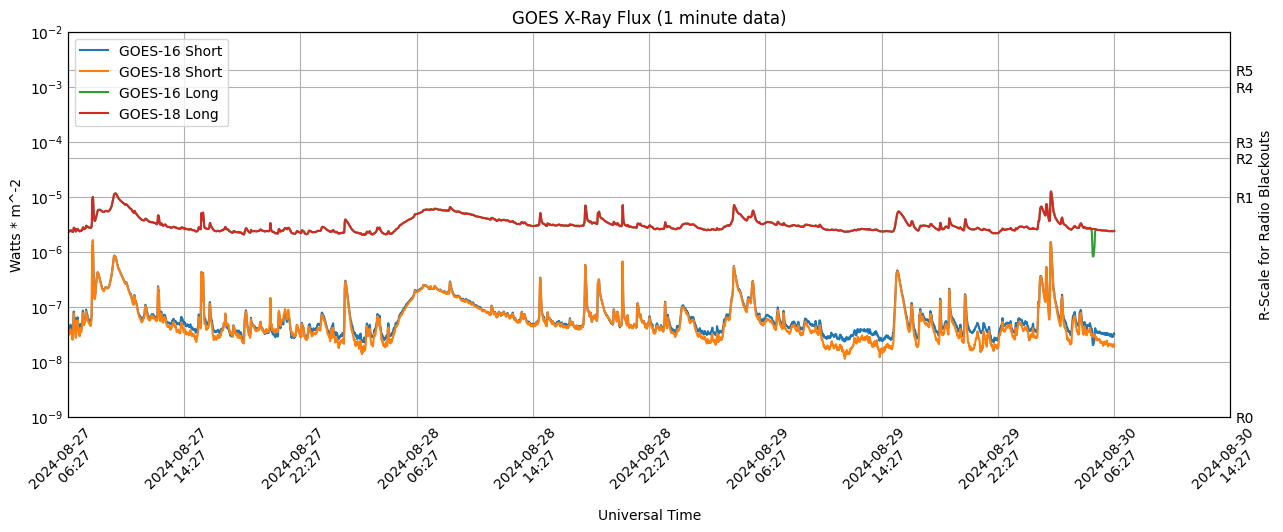 GOES X-Ray Flux (1 minute data)
GOES-16 Short
GOES-18 Short
GOES-16 Long
GOES-18 Long
10⁻²
10⁻³
10⁻⁴
10⁻⁵
10⁻⁶
10⁻⁷
10⁻⁸
10⁻⁹
Watts * m^-2
R5
R4
R3
R2
R1
R0
R-Scale for Radio Blackouts
2024-08-27
06:27
2024-08-27
14:27
2024-08-27
22:27
2024-08-28
06:27
2024-08-28
14:27
2024-08-28
22:27
2024-08-29
06:27
2024-08-29
14:27
2024-08-29
22:27
2024-08-30
06:27
2024-08-30
14:27
Universal Time